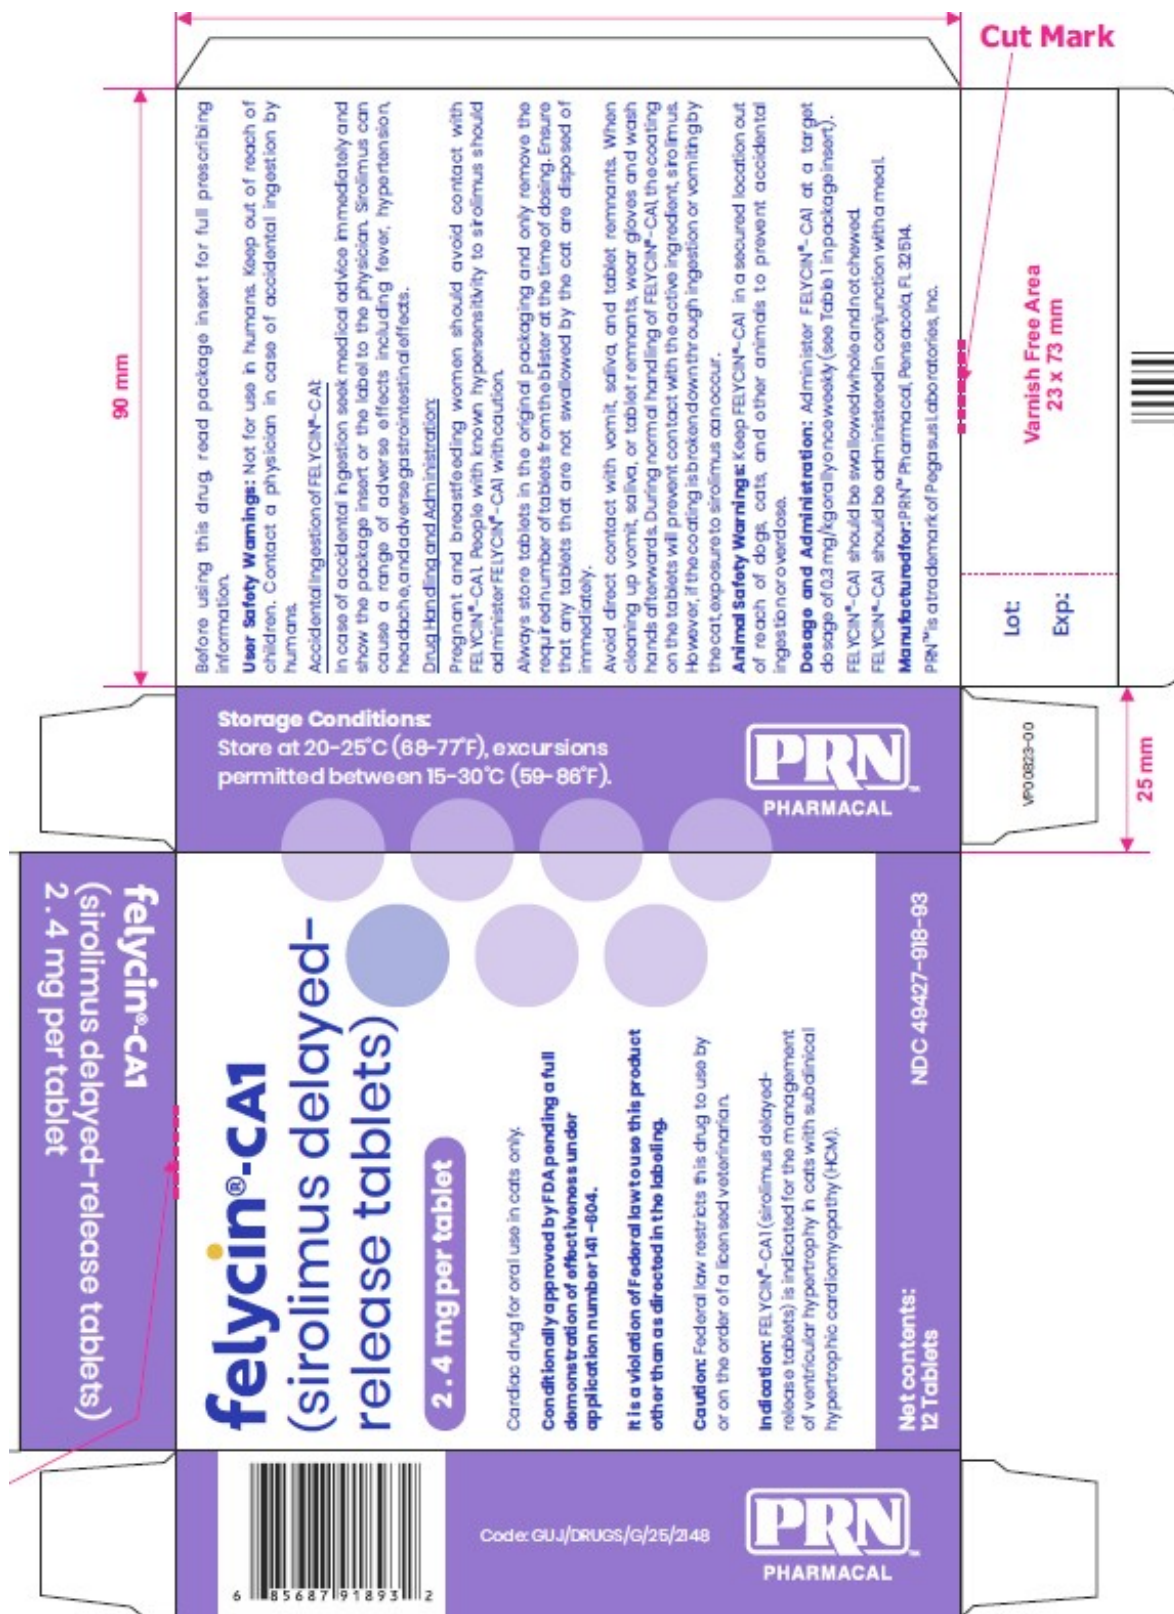 Cut Mark
90 mm
Before using this drug, read package insert for full prescribing
information.
User Safety Warnings: Not for use in humans. Keep out of reach of
children. Contact a physician in case of accidental ingestion by
humans.
Accidental Ingestion of FELYCIN®-CA1:
In case of accidental ingestion seek medical advice immediately and
show the package insert or the label to the physician. Sirolimus can
cause a range of adverse effects including fever, hypertension,
headache, and adverse gastrointestinal effects.
Drug Handling and Administration:
Pregnant and breastfeeding women should avoid contact with
FELYCIN®-CA1. People with known hypersensitivity to sirolimus should
administer FELYCIN®-CA1 with caution.
Always store tablets in the original packaging and only remove the
required number of tablets from the blister at the time of dosing. Ensure
that any tablets that are not swallowed by the cat are disposed of
immediately.
Avoid direct contact with vomit, saliva, and tablet remnants. When
cleaning up vomit, saliva, or tablet remnants, wear gloves and wash
hands afterwards. During normal handling of FELYCIN®-CA1, the coating
on the tablets will prevent contact with the active ingredient, sirolimus.
However, if the coating is broken down through ingestion or vomiting by
the cat, exposure to sirolimus can occur.
Animal Safety Warnings: Keep FELYCIN®-CA1 in a secured location out
of reach of dogs, cats, and other animals to prevent accidental
ingestion or overdose.
Dosage and Administration: Administer FELYCIN®-CA1 at a target
dosage of 0.3 mg/kg orally once weekly (see Table 1 in package insert).
FELYCIN®-CA1 should be swallowed whole and not chewed.
FELYCIN®-CA1 should be administered in conjunction with a meal.
Manufactured for: PRN™ Pharmacal, Pensacola, FL 32514.
PRN™ is a trademark of Pegasus Laboratories, Inc.
Lot:
Exp:
Varnish Free Area
23 x 73 mm
Storage Conditions:
Store at 20-25°C (68-77°F), excursions
permitted between 15-30°C (59-86°F).
PRN™
PHARMACAL
VP00823-00
25 mm
felycin®-CA1
(sirolimus delayed-release tablets)
2.4 mg per tablet
felycin®-CA1
(sirolimus delayed-
release tablets)
2.4 mg per tablet
Cardiac drug for oral use in cats only.
Conditionally approved by FDA pending a full
demonstration of effectiveness under
application number 141-604.
It is a violation of Federal law to use this product
other than as directed in the labeling.
Caution: Federal law restricts this drug to use by
or on the order of a licensed veterinarian.
Indication: FELYCIN®-CA1 (sirolimus delayed-
release tablets) is indicated for the management
of ventricular hypertrophy in cats with subclinical
hypertrophic cardiomyopathy (HCM).
Net contents:
12 Tablets
NDC 49427-918-93
6 85687 91893 2
Code: GUJ/DRUGS/G/25/2148
PRN™
PHARMACAL